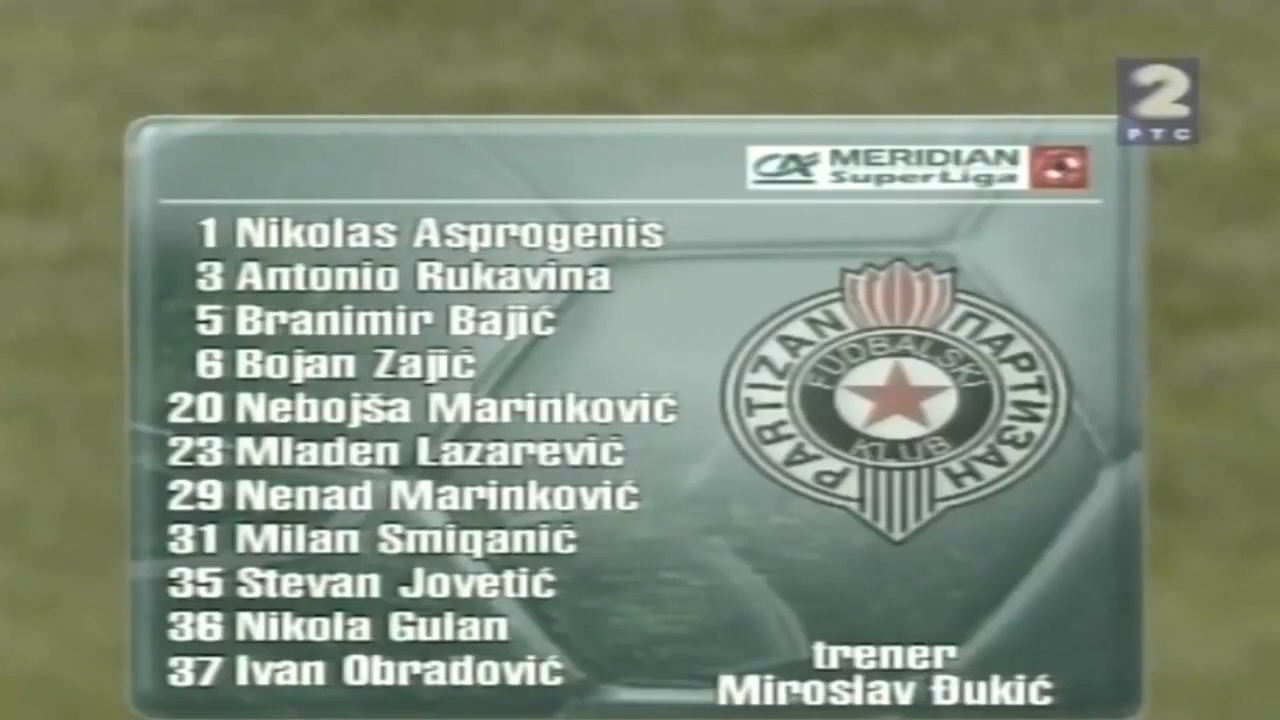 2
РТС
CA MERIDIAN
SuperLiga
1 Nikolas Asprogenis
3 Antonio Rukavina
5 Branimir Bajić
6 Bojan Zajić
20 Nebojša Marinković
23 Mladen Lazarević
29 Nenad Marinković
31 Milan Smiqanić
35 Stevan Jovetić
36 Nikola Gulan
37 Ivan Obradović
PARTIZAN ПАРТИЗАН
FUDBALSKI
KLUB
trener
Miroslav Đukić